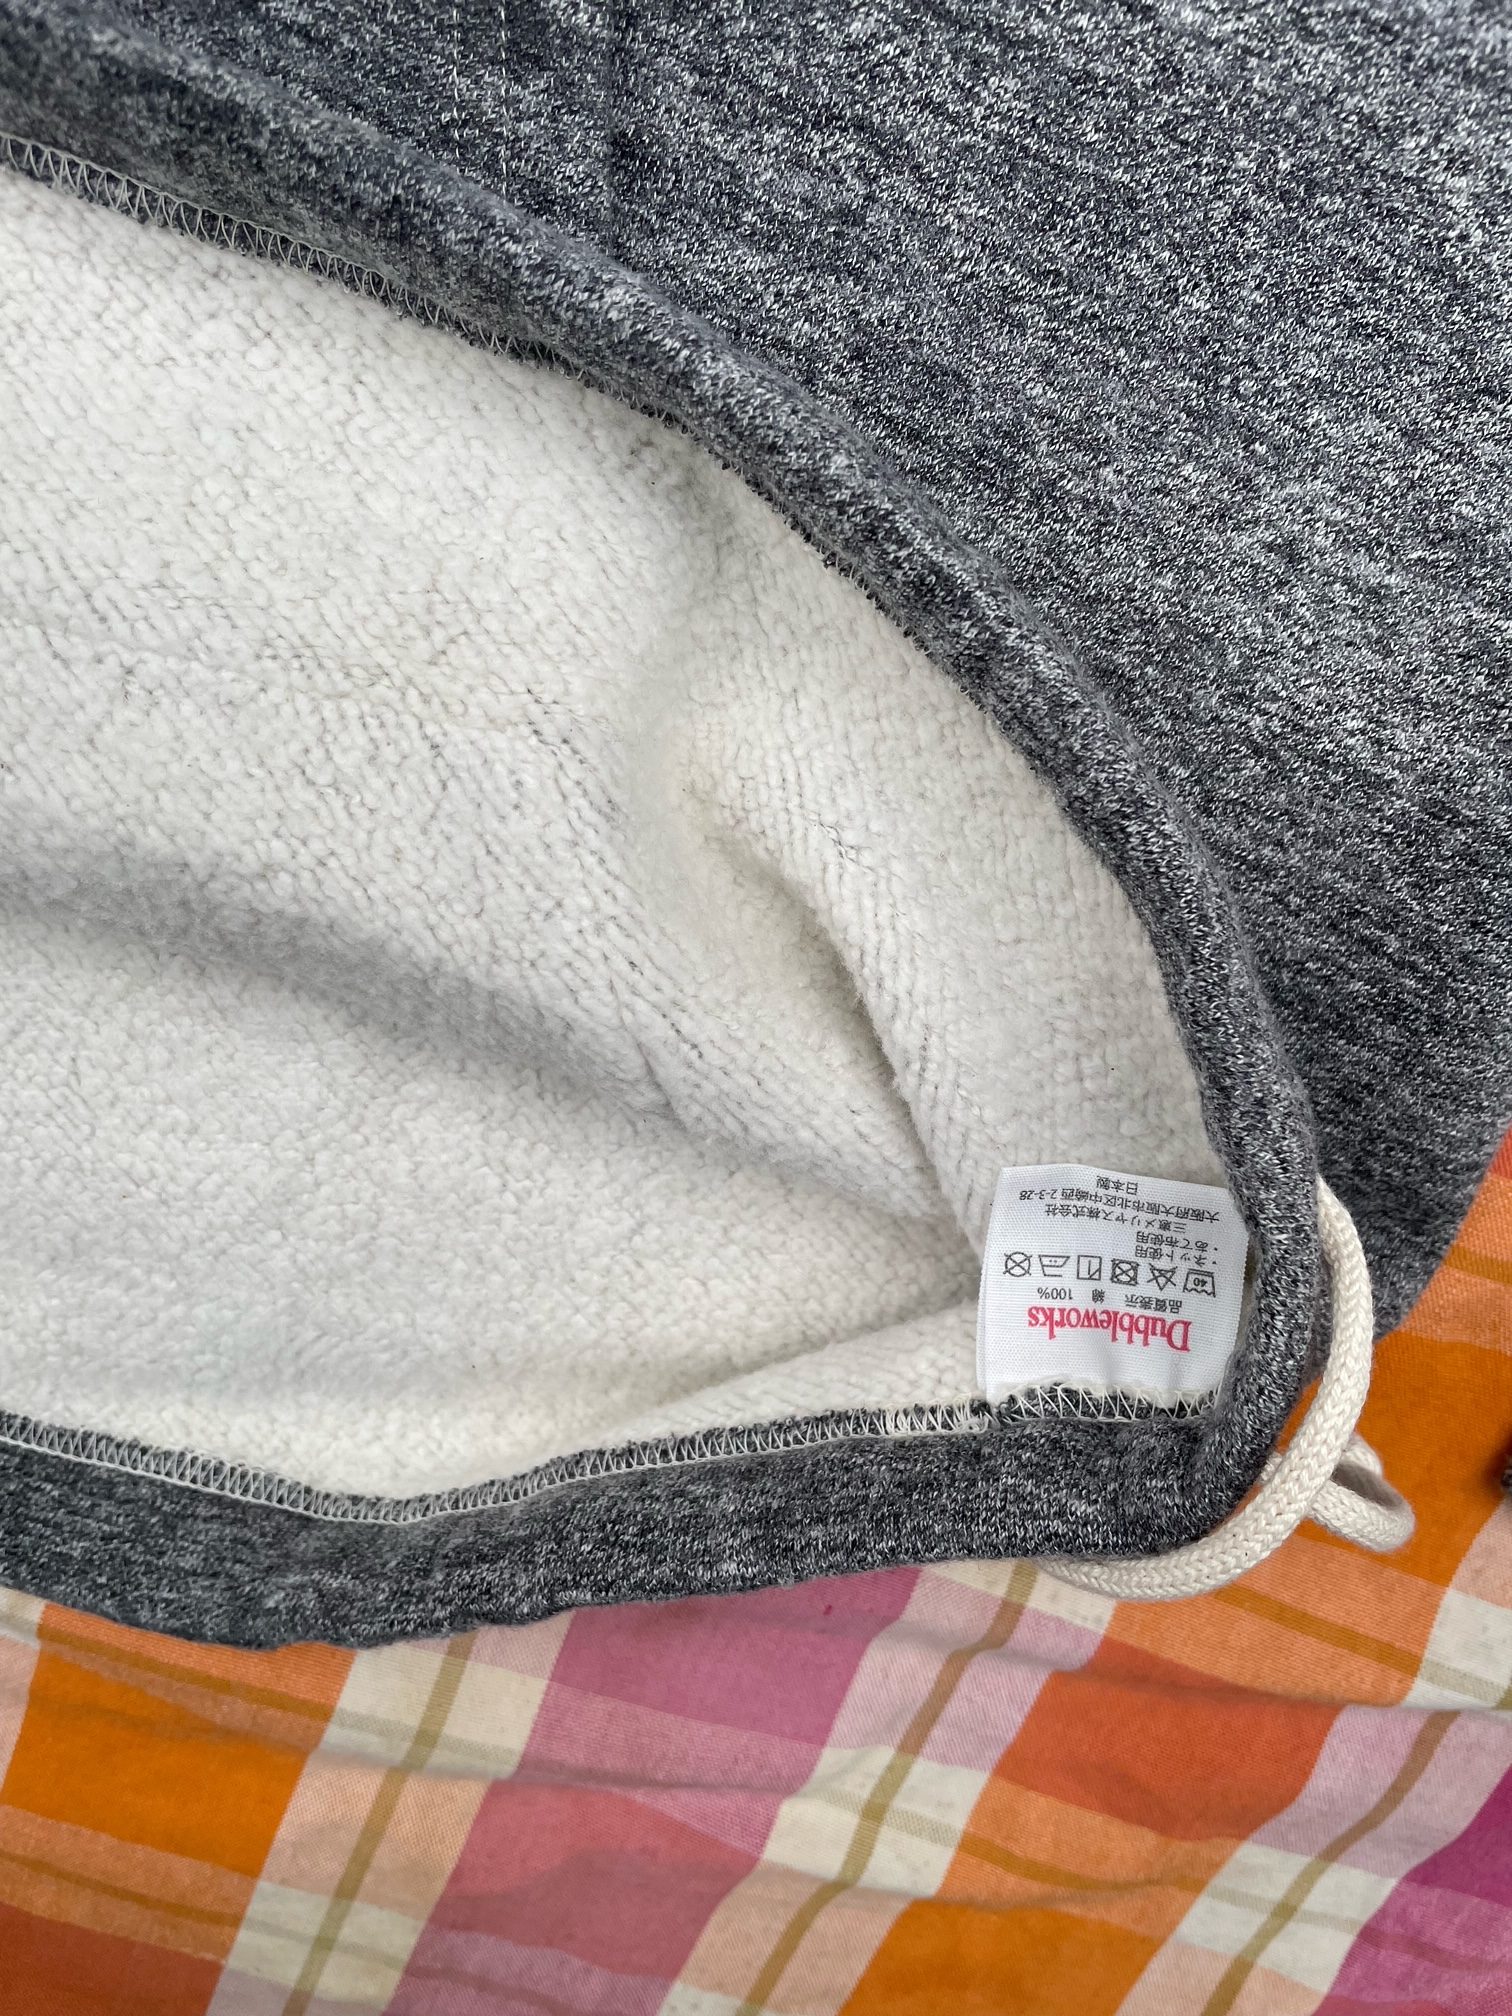 Dubbleworks
品質表示
綿 100%
40
・ネット使用
・あて布使用
三恵メリヤス株式会社
大阪府大阪市北区中崎西 2-3-28
日本製